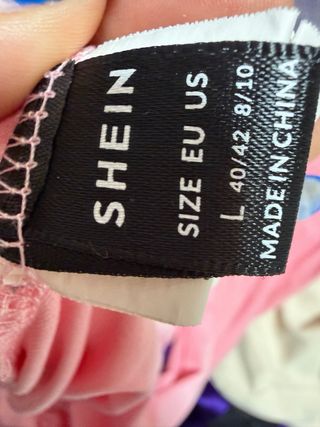 SHEIN
SIZE EU US
L 40/42 8/10
MADE IN CHINA